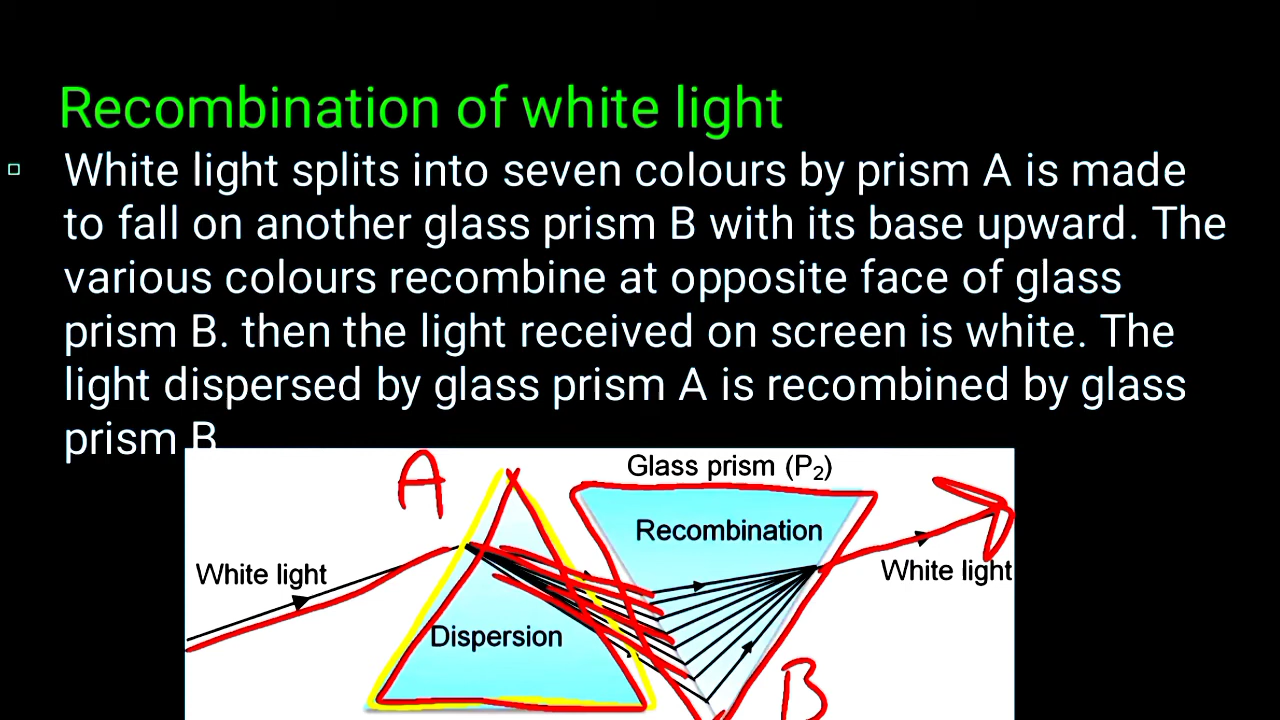 Recombination of white light
White light splits into seven colours by prism A is made
to fall on another glass prism B with its base upward. The
various colours recombine at opposite face of glass
prism B. then the light received on screen is white. The
light dispersed by glass prism A is recombined by glass
prism B
A
Glass prism (P₂)
Recombination
White light
White light
Dispersion
B